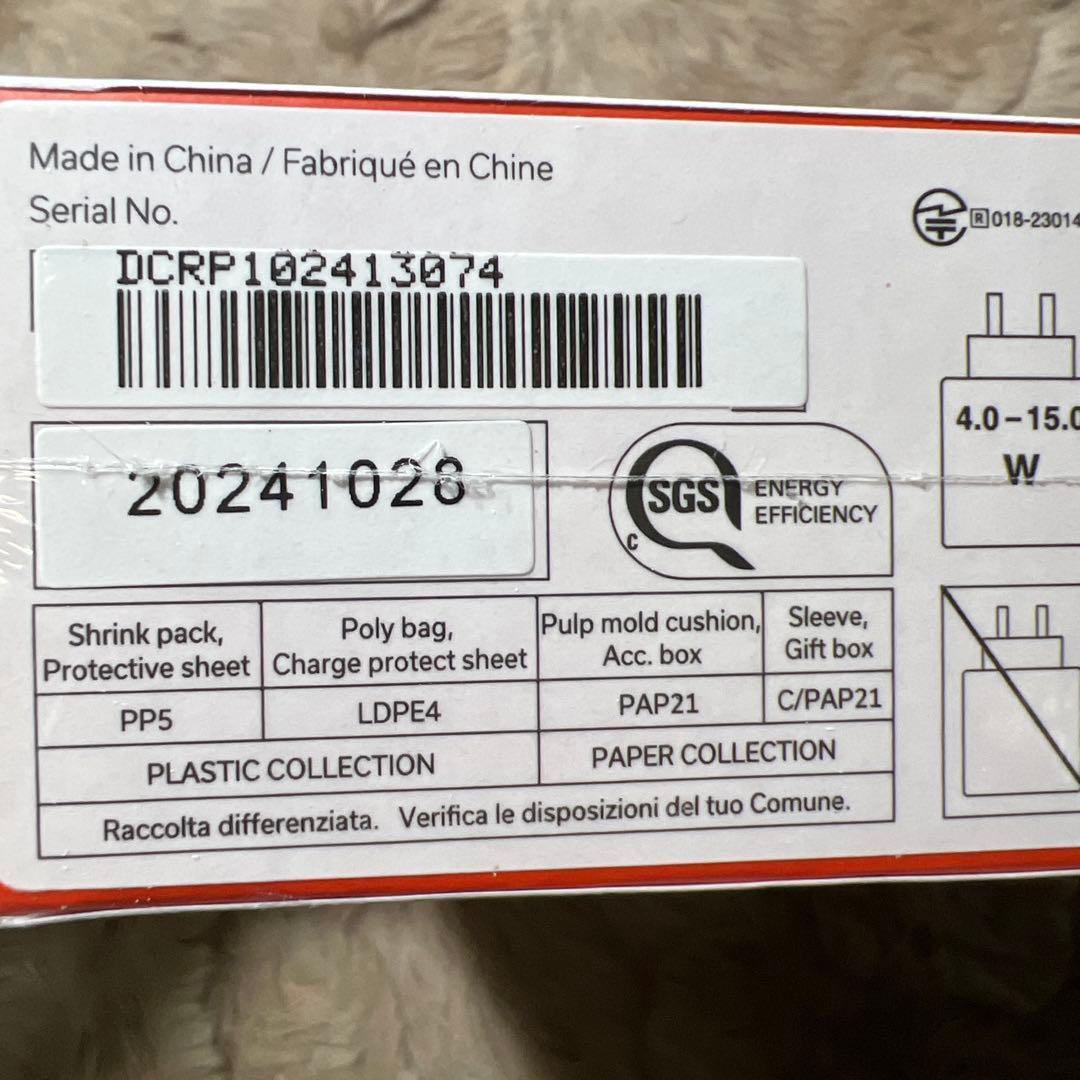 Made in China / Fabriqué en Chine
Serial No.
DCRP102413074
R 018-23014
20241028
SGS
C
ENERGY
EFFICIENCY
4.0–15.0
W
Shrink pack,
Protective sheet
Poly bag,
Charge protect sheet
Pulp mold cushion,
Acc. box
Sleeve,
Gift box
PP5
LDPE4
PAP21
C/PAP21
PLASTIC COLLECTION
PAPER COLLECTION
Raccolta differenziata. Verifica le disposizioni del tuo Comune.